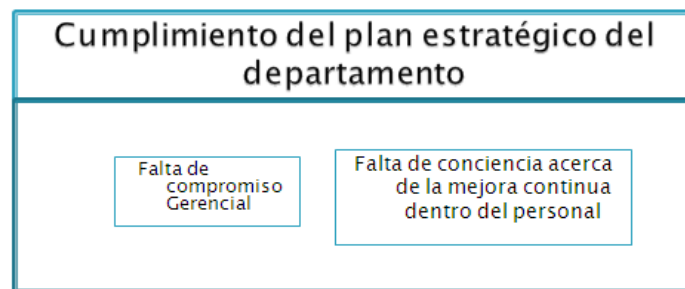 Cumplimiento del plan estratégico del
departamento
Falta de
compromiso
Gerencial
Falta de conciencia acerca
de la mejora continua
dentro del personal